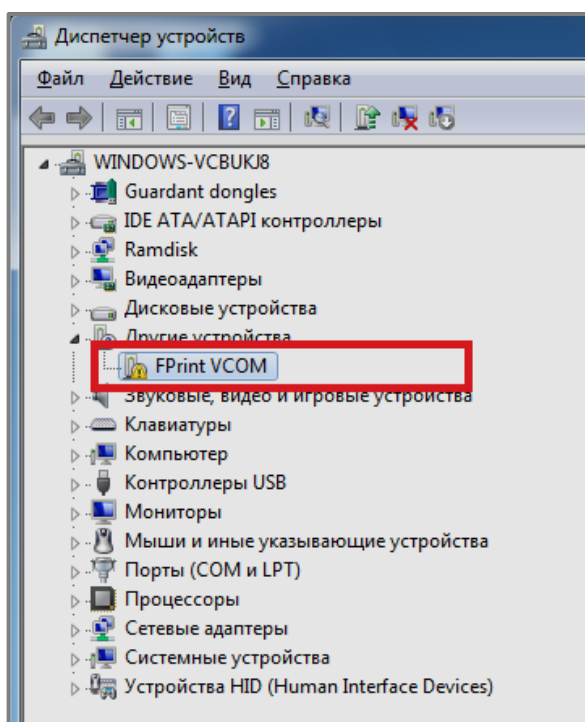 Диспетчер устройств
Файл Действие Вид Справка
WINDOWS-VCBUKJ8
Guardant dongles
IDE ATA/ATAPI контроллеры
Ramdisk
Видеоадаптеры
Дисковые устройства
Другие устройства
FPrint VCOM
Звуковые, видео и игровые устройства
Клавиатуры
Компьютер
Контроллеры USB
Мониторы
Мыши и иные указывающие устройства
Порты (COM и LPT)
Процессоры
Сетевые адаптеры
Системные устройства
Устройства HID (Human Interface Devices)